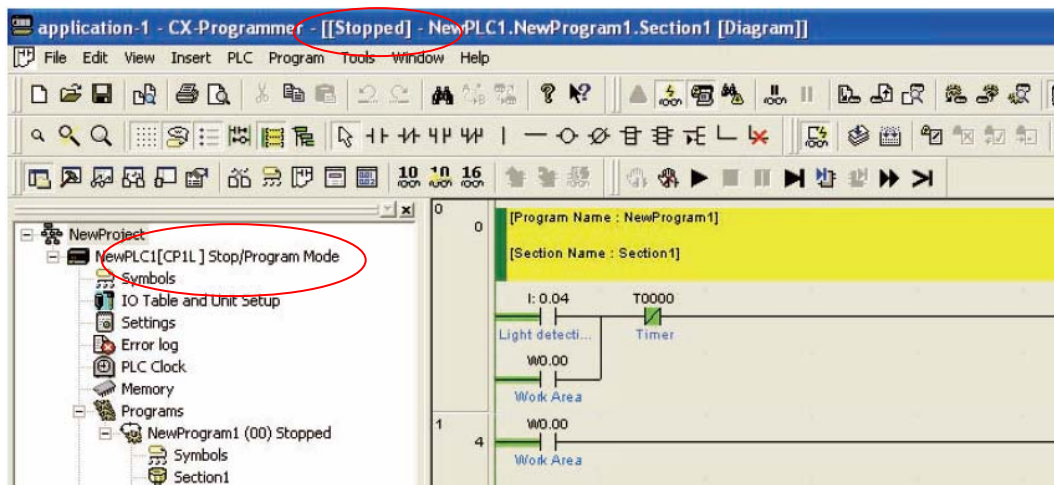 application-1 - CX-Programmer - [[Stopped] - NewPLC1.NewProgram1.Section1 [Diagram]]
File Edit View Insert PLC Program Tools Window Help
10 10 16
NewProject
NewPLC1[CP1L ] Stop/Program Mode
Symbols
IO Table and Unit Setup
Settings
Error log
PLC Clock
Memory
Programs
NewProgram1 (00) Stopped
Symbols
Section1
0
0
[Program Name : NewProgram1]
[Section Name : Section1]
I: 0.04 T0000
Light detecti... Timer
W0.00
Work Area
1
4
W0.00
Work Area